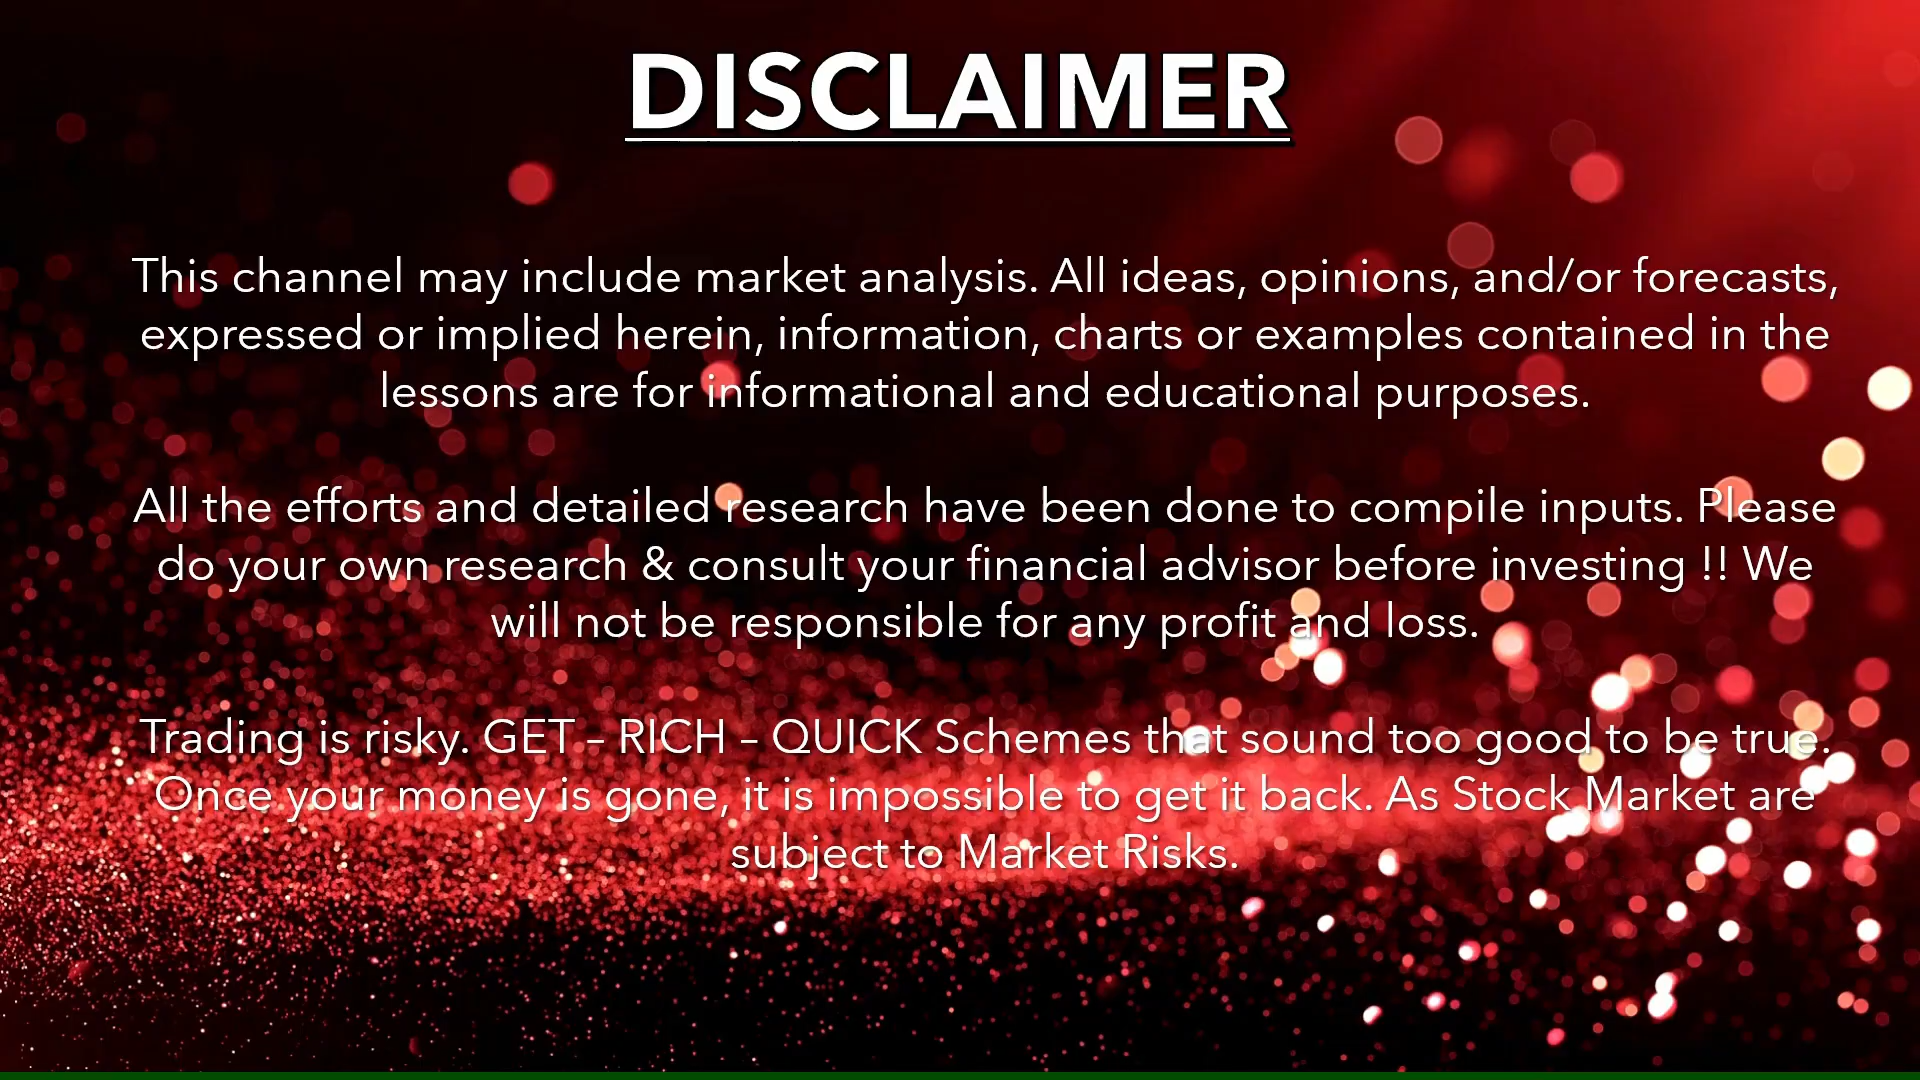 DISCLAIMER
This channel may include market analysis. All ideas, opinions, and/or forecasts,
expressed or implied herein, information, charts or examples contained in the
lessons are for informational and educational purposes.
All the efforts and detailed research have been done to compile inputs. Please
do your own research & consult your financial advisor before investing !! We
will not be responsible for any profit and loss.
Trading is risky. GET – RICH – QUICK Schemes that sound too good to be true.
Once your money is gone, it is impossible to get it back. As Stock Market are
subject to Market Risks.